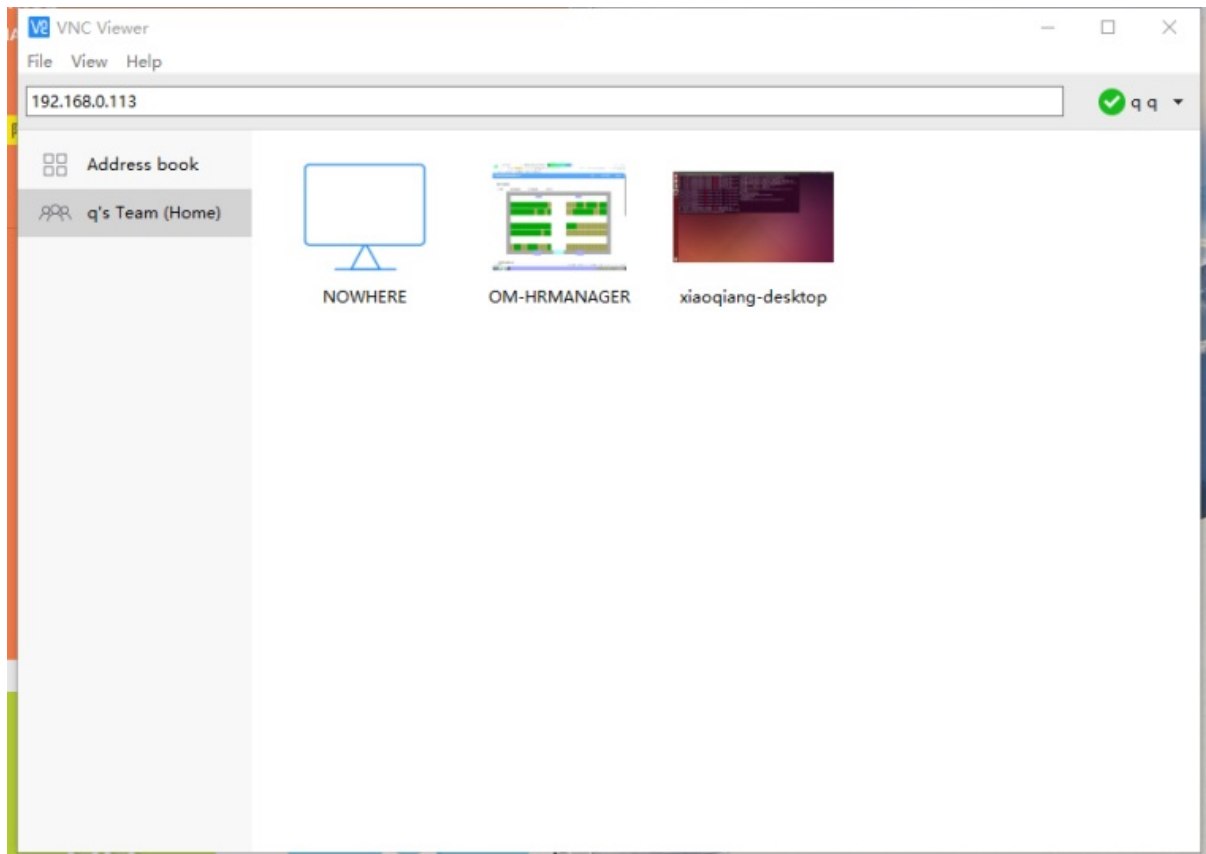 VNC Viewer
File View Help
192.168.0.113
q q
Address book
q's Team (Home)
NOWHERE
OM-HRMANAGER
xiaoqiang-desktop